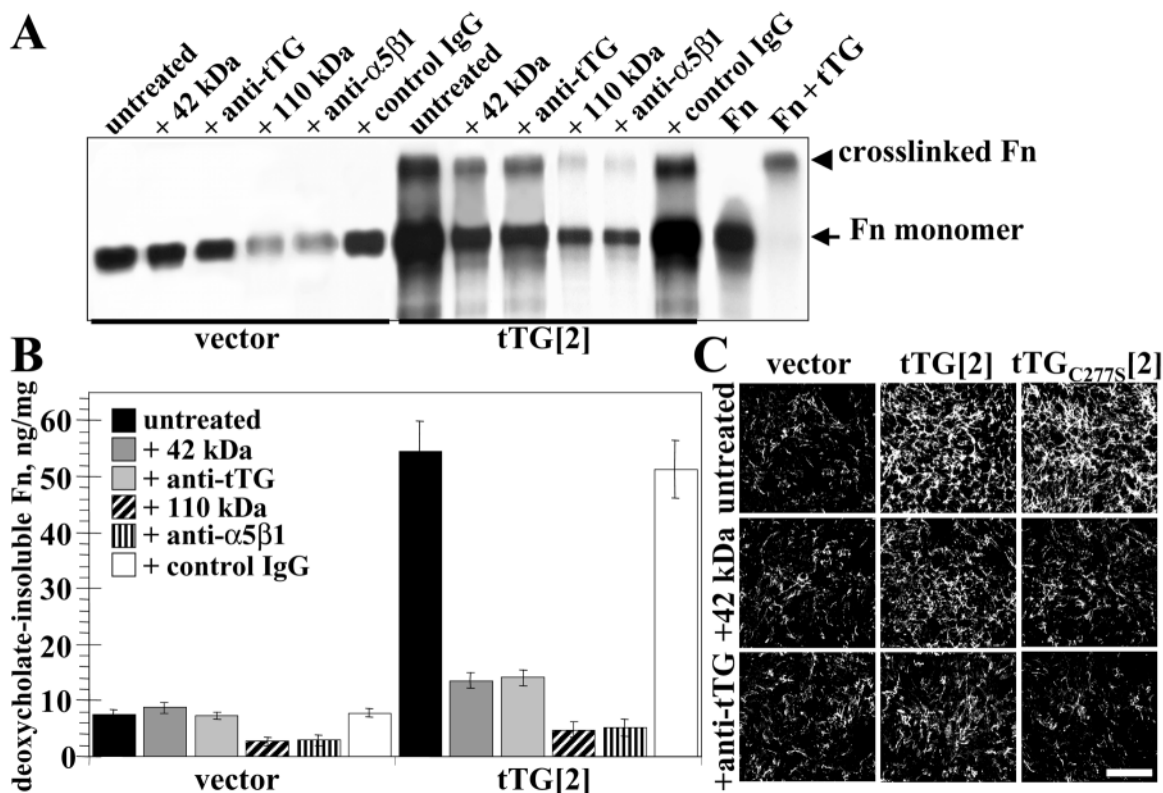 A
untreated
+ 42 kDa
+ anti-tTG
+ 110 kDa
+ anti-α5β1
+ control IgG
untreated
+ 42 kDa
+ anti-tTG
+ 110 kDa
+ anti-α5β1
+ control IgG
Fn
Fn + tTG
crosslinked Fn
Fn monomer
vector
tTG[2]
B
deoxycholate-insoluble Fn, ng/mg
60
50
40
30
20
10
0
untreated
+ 42 kDa
+ anti-tTG
+ 110 kDa
+ anti-α5β1
+ control IgG
vector
tTG[2]
C
vector tTG[2] tTGC277S[2]
untreated
+42 kDa
+anti-tTG